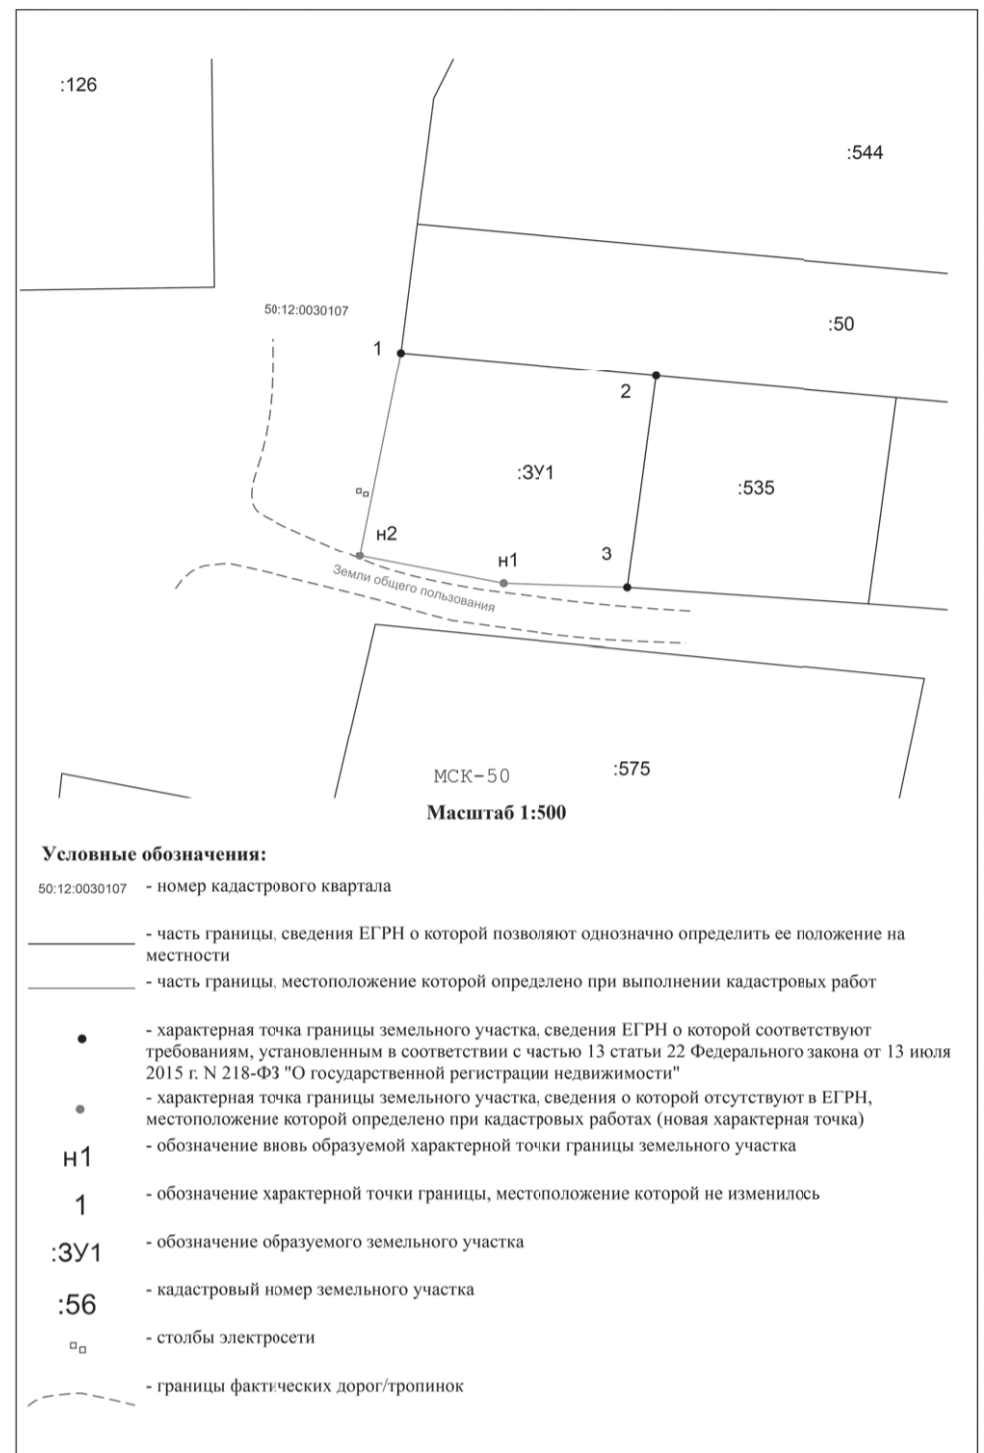 :126
:544
50:12:0030107
:50
1
2
:ЗУ1
:535
н2
н1
3
Земли общего пользования
МСК-50
:575
Масштаб 1:500
Условные обозначения:
50:12:0030107 - номер кадастрового квартала
- часть границы, сведения ЕГРН о которой позволяют однозначно определить ее положение на
местности
- часть границы, местоположение которой определено при выполнении кадастровых работ
- характерная точка границы земельного участка, сведения ЕГРН о которой соответствуют
требованиям, установленным в соответствии с частью 13 статьи 22 Федерального закона от 13 июля
2015 г. N 218-ФЗ "О государственной регистрации недвижимости"
- характерная точка границы земельного участка, сведения о которой отсутствуют в ЕГРН,
местоположение которой определено при кадастровых работах (новая характерная точка)
н1 - обозначение вновь образуемой характерной точки границы земельного участка
1 - обозначение характерной точки границы, местоположение которой не изменилось
:ЗУ1 - обозначение образуемого земельного участка
:56 - кадастровый номер земельного участка
- столбы электросети
- границы фактических дорог/тропинок